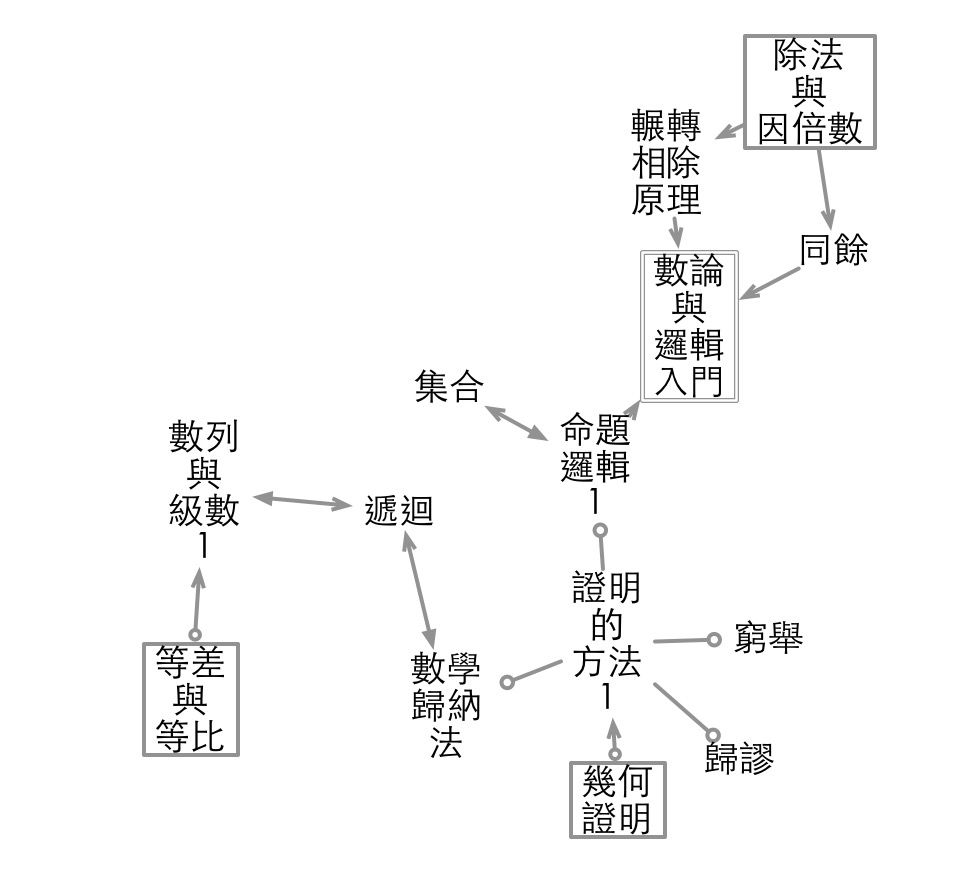 除法
與
因倍數
輾轉
相除
原理
同餘
數論
與
邏輯
入門
集合
命題
邏輯
1
數列
與
級數
1
遞迴
證明
的
方法
1
窮舉
數學
歸納
法
等差
與
等比
歸謬
幾何
證明